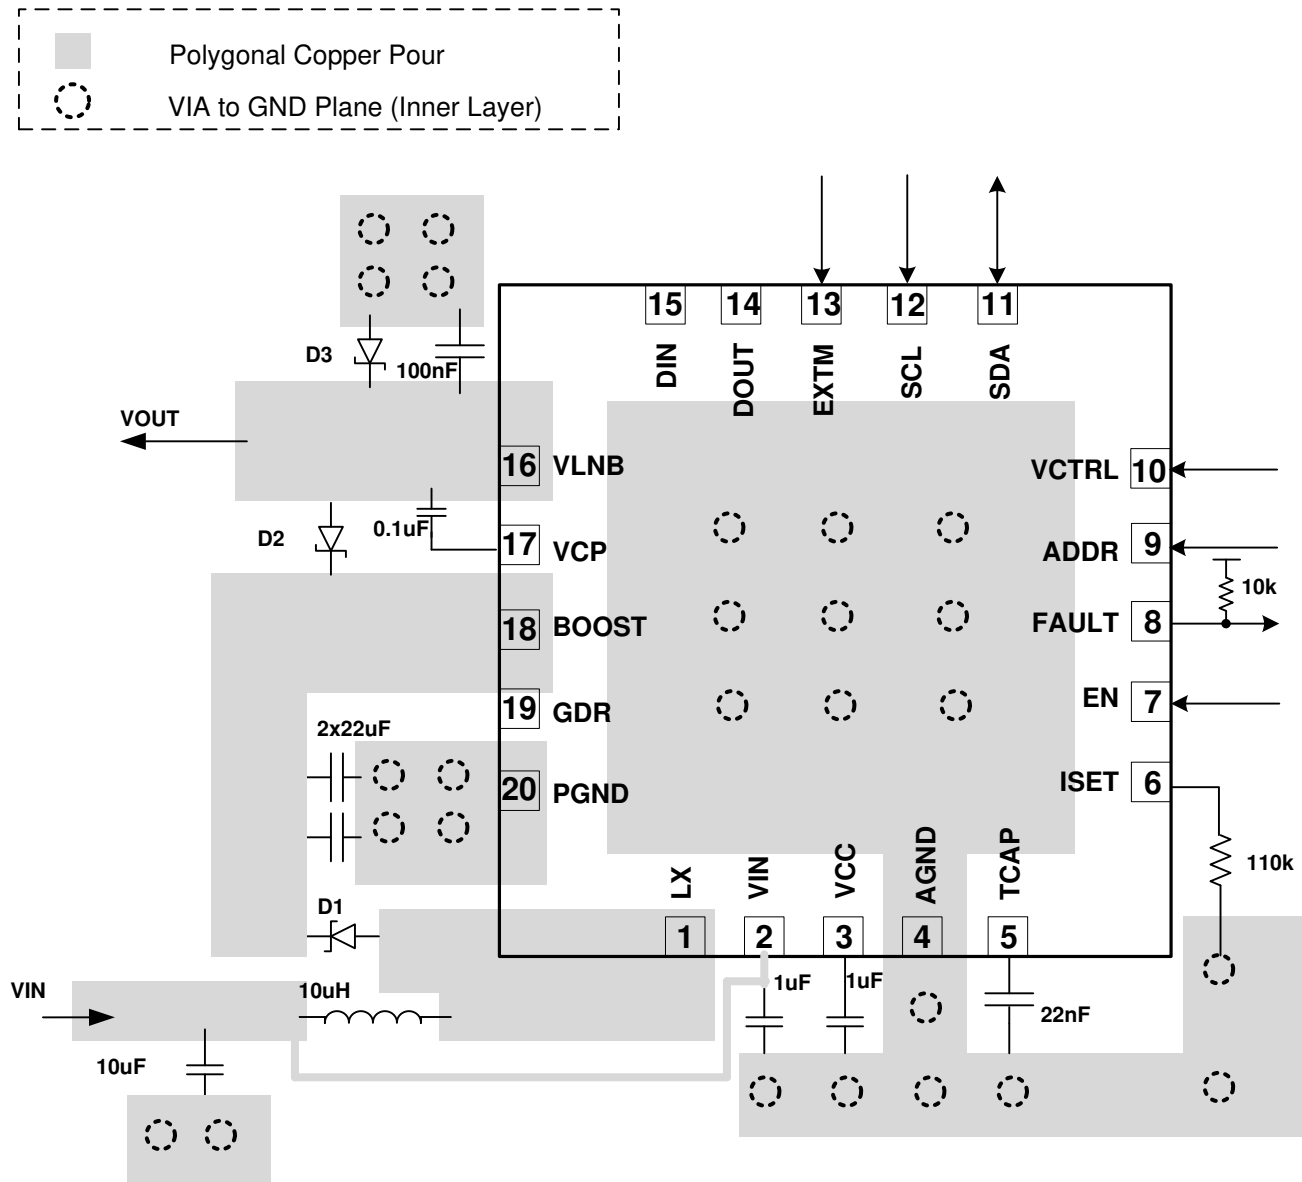 Polygonal Copper Pour
VIA to GND Plane (Inner Layer)
15
14
13
12
11
DIN
DOUT
EXTM
SCL
SDA
D3
100nF
VOUT
16
VLNB
VCTRL
10
D2
0.1uF
17
VCP
ADDR
9
10k
18
BOOST
FAULT
8
19
GDR
EN
7
2x22uF
20
PGND
ISET
6
110k
LX
VIN
VCC
AGND
TCAP
D1
1
2
3
4
5
VIN
10uH
1uF
1uF
22nF
10uF